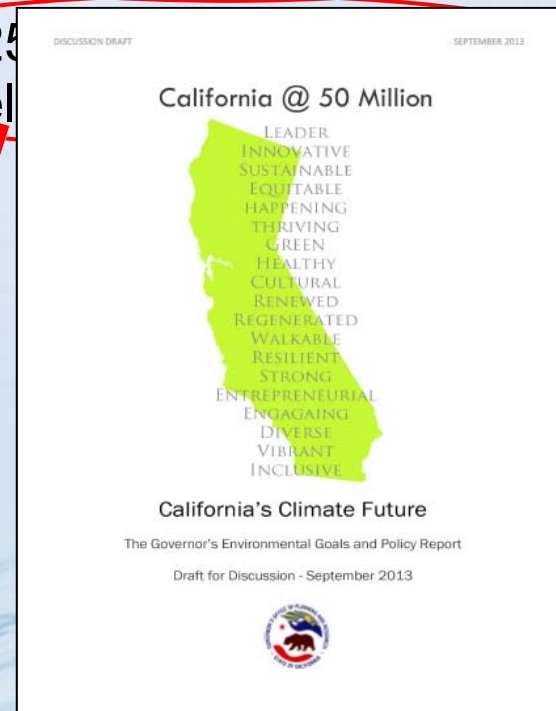 25
el
DISCUSSION DRAFT SEPTEMBER 2013
California @ 50 Million
LEADER
INNOVATIVE
SUSTAINABLE
EQUITABLE
HAPPENING
THRIVING
GREEN
HEALTHY
CULTURAL
RENEWED
REGENERATED
WALKABLE
RESILIENT
STRONG
ENTREPRENEURIAL
ENGAGAING
DIVERSE
VIBRANT
INCLUSIVE
California's Climate Future
The Governor's Environmental Goals and Policy Report
Draft for Discussion - September 2013